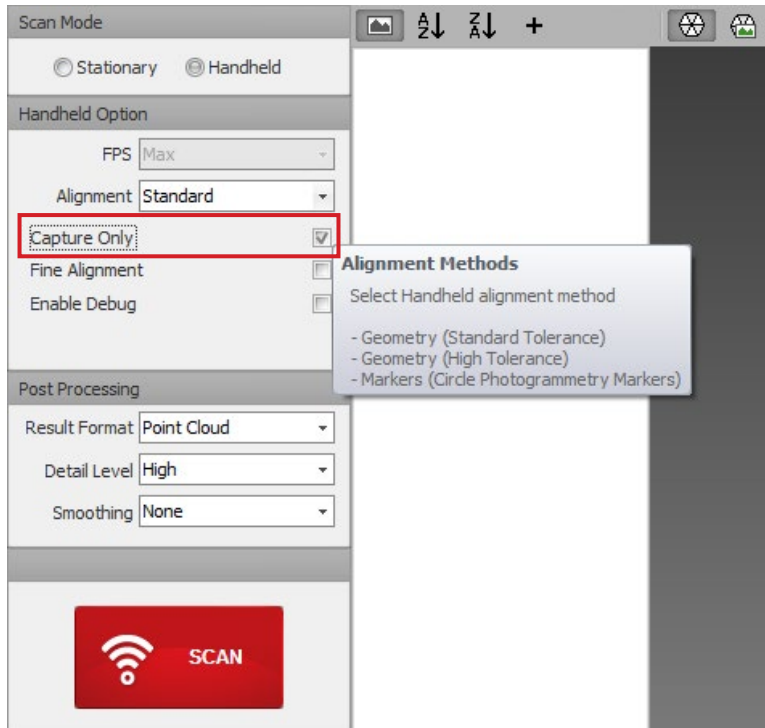 Scan Mode
Stationary Handheld
Handheld Option
FPS Max
Alignment Standard
Capture Only
Fine Alignment
Enable Debug
Post Processing
Result Format Point Cloud
Detail Level High
Smoothing None
SCAN
A
Z
Z
A
Alignment Methods
Select Handheld alignment method
- Geometry (Standard Tolerance)
- Geometry (High Tolerance)
- Markers (Circle Photogrammetry Markers)